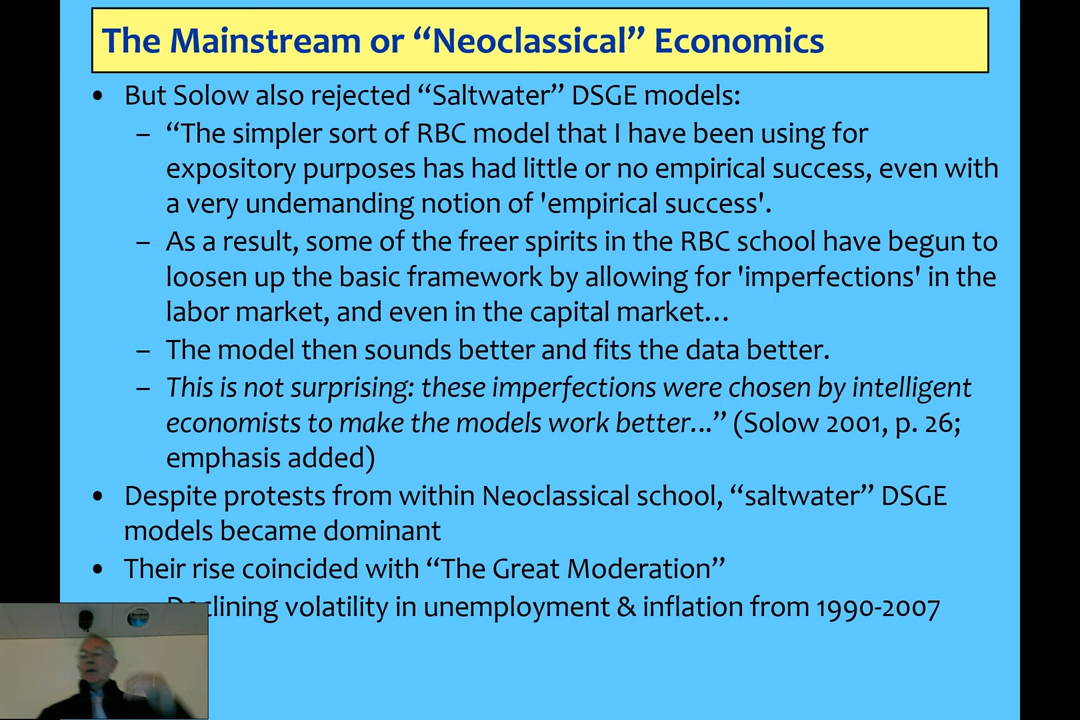 The Mainstream or “Neoclassical” Economics
• But Solow also rejected “Saltwater” DSGE models:
– “The simpler sort of RBC model that I have been using for
expository purposes has had little or no empirical success, even with
a very undemanding notion of 'empirical success'.
– As a result, some of the freer spirits in the RBC school have begun to
loosen up the basic framework by allowing for 'imperfections' in the
labor market, and even in the capital market…
– The model then sounds better and fits the data better.
– This is not surprising: these imperfections were chosen by intelligent
economists to make the models work better...” (Solow 2001, p. 26;
emphasis added)
• Despite protests from within Neoclassical school, “saltwater” DSGE
models became dominant
• Their rise coincided with “The Great Moderation”
Declining volatility in unemployment & inflation from 1990-2007